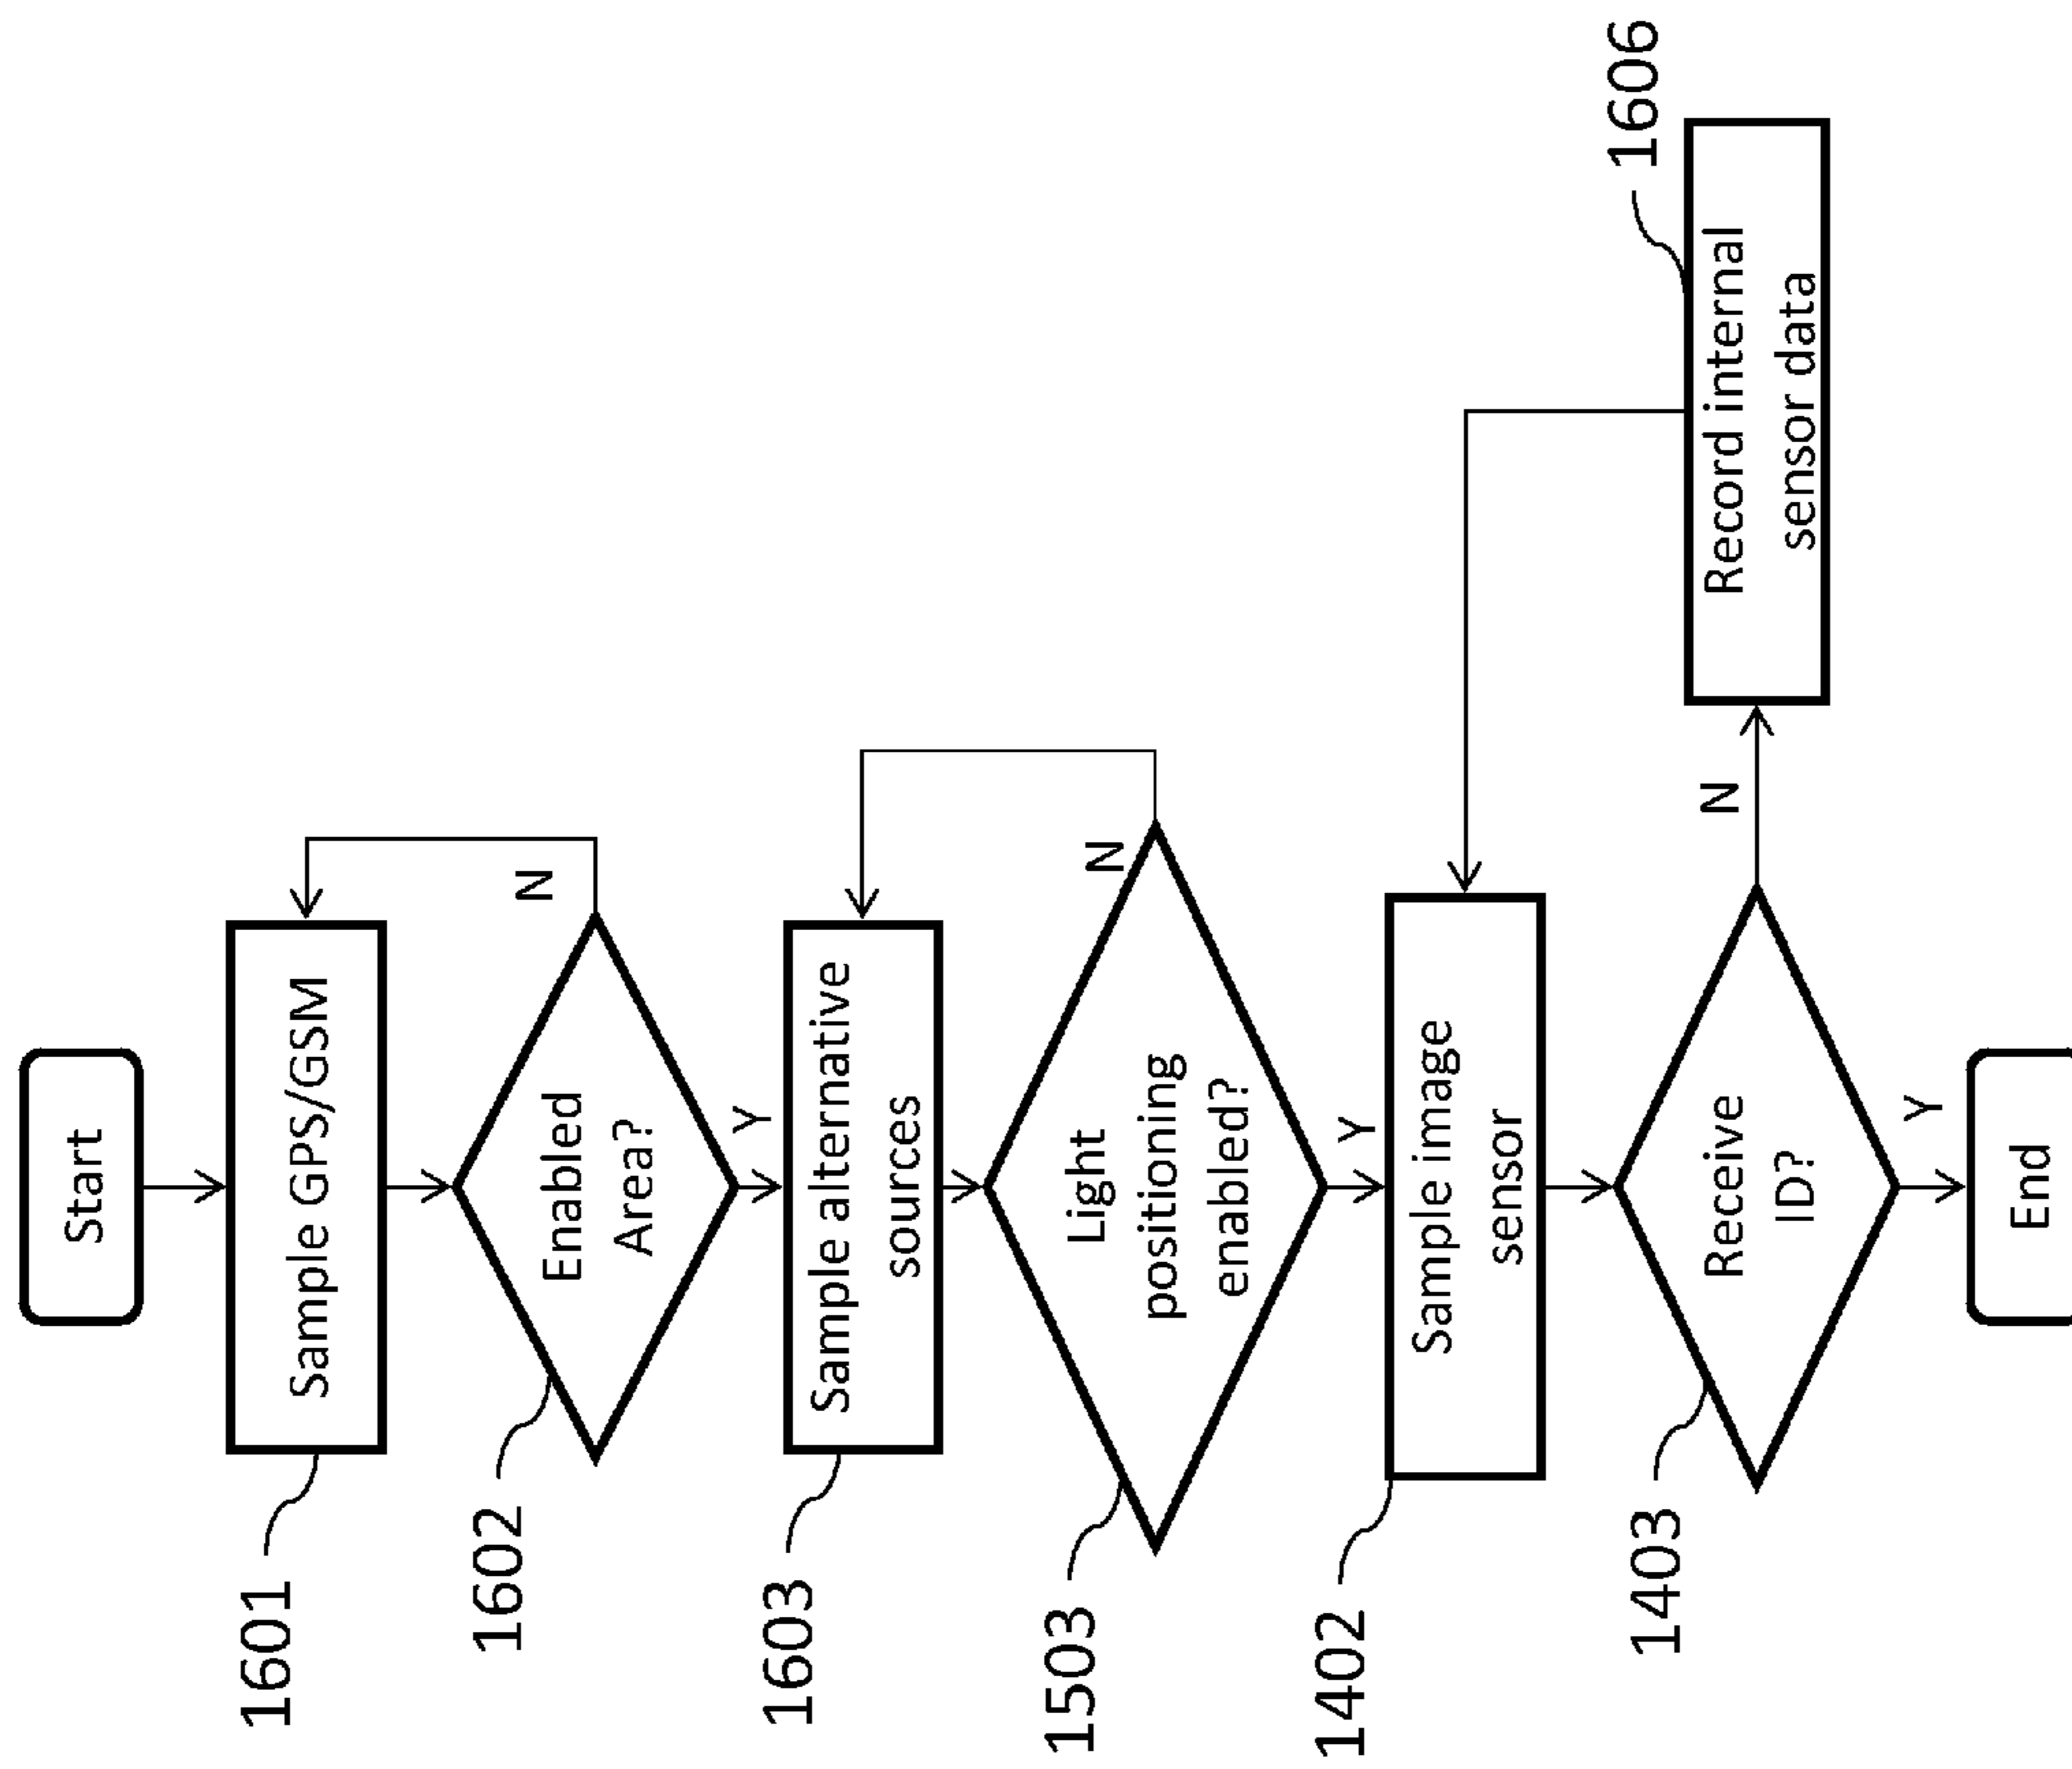 Start
1601
Sample GPS/GSM
1602
Enabled
Area?
N
Y
1603
Sample alternative
sources
1503
Light
positioning
enabled?
N
Y
1402
Sample image
sensor
1403
Receive
ID?
N
1606
Record internal
sensor data
Y
End